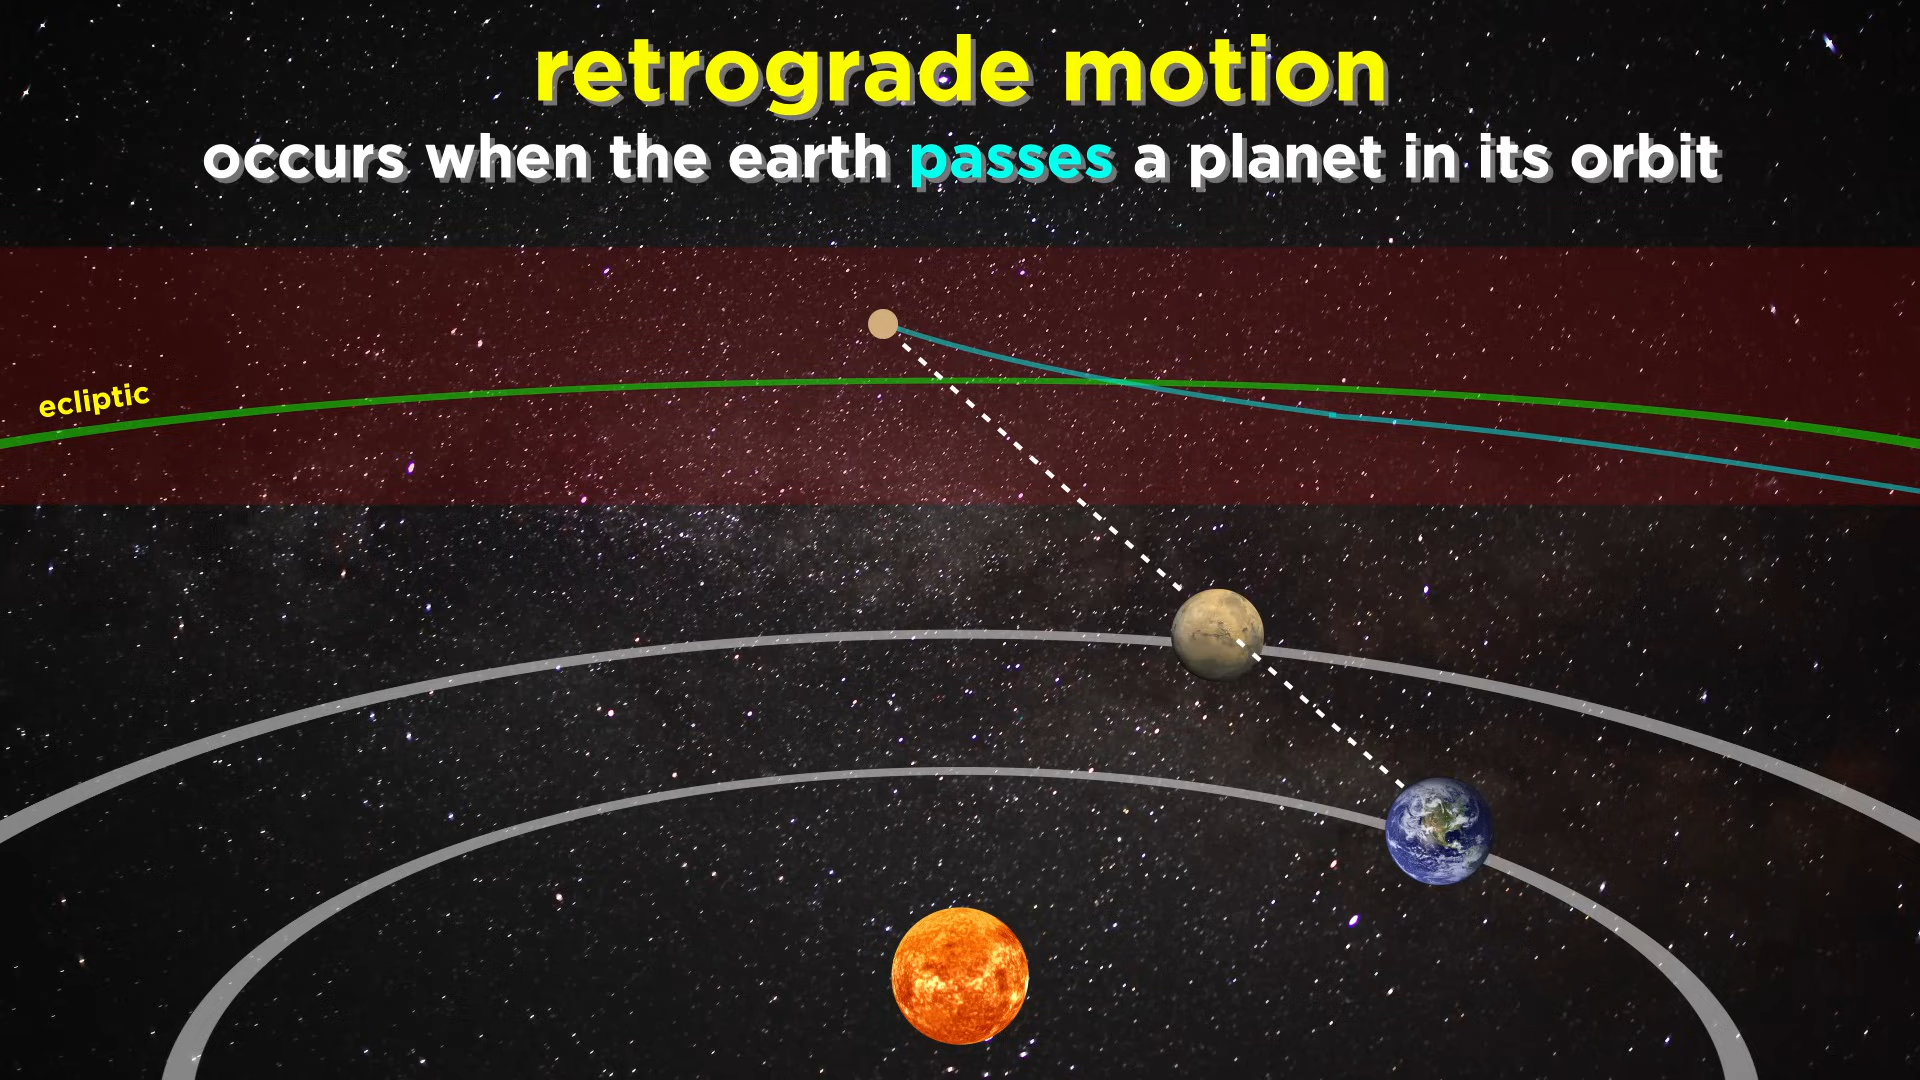 retrograde motion
occurs when the earth passes a planet in its orbit
ecliptic